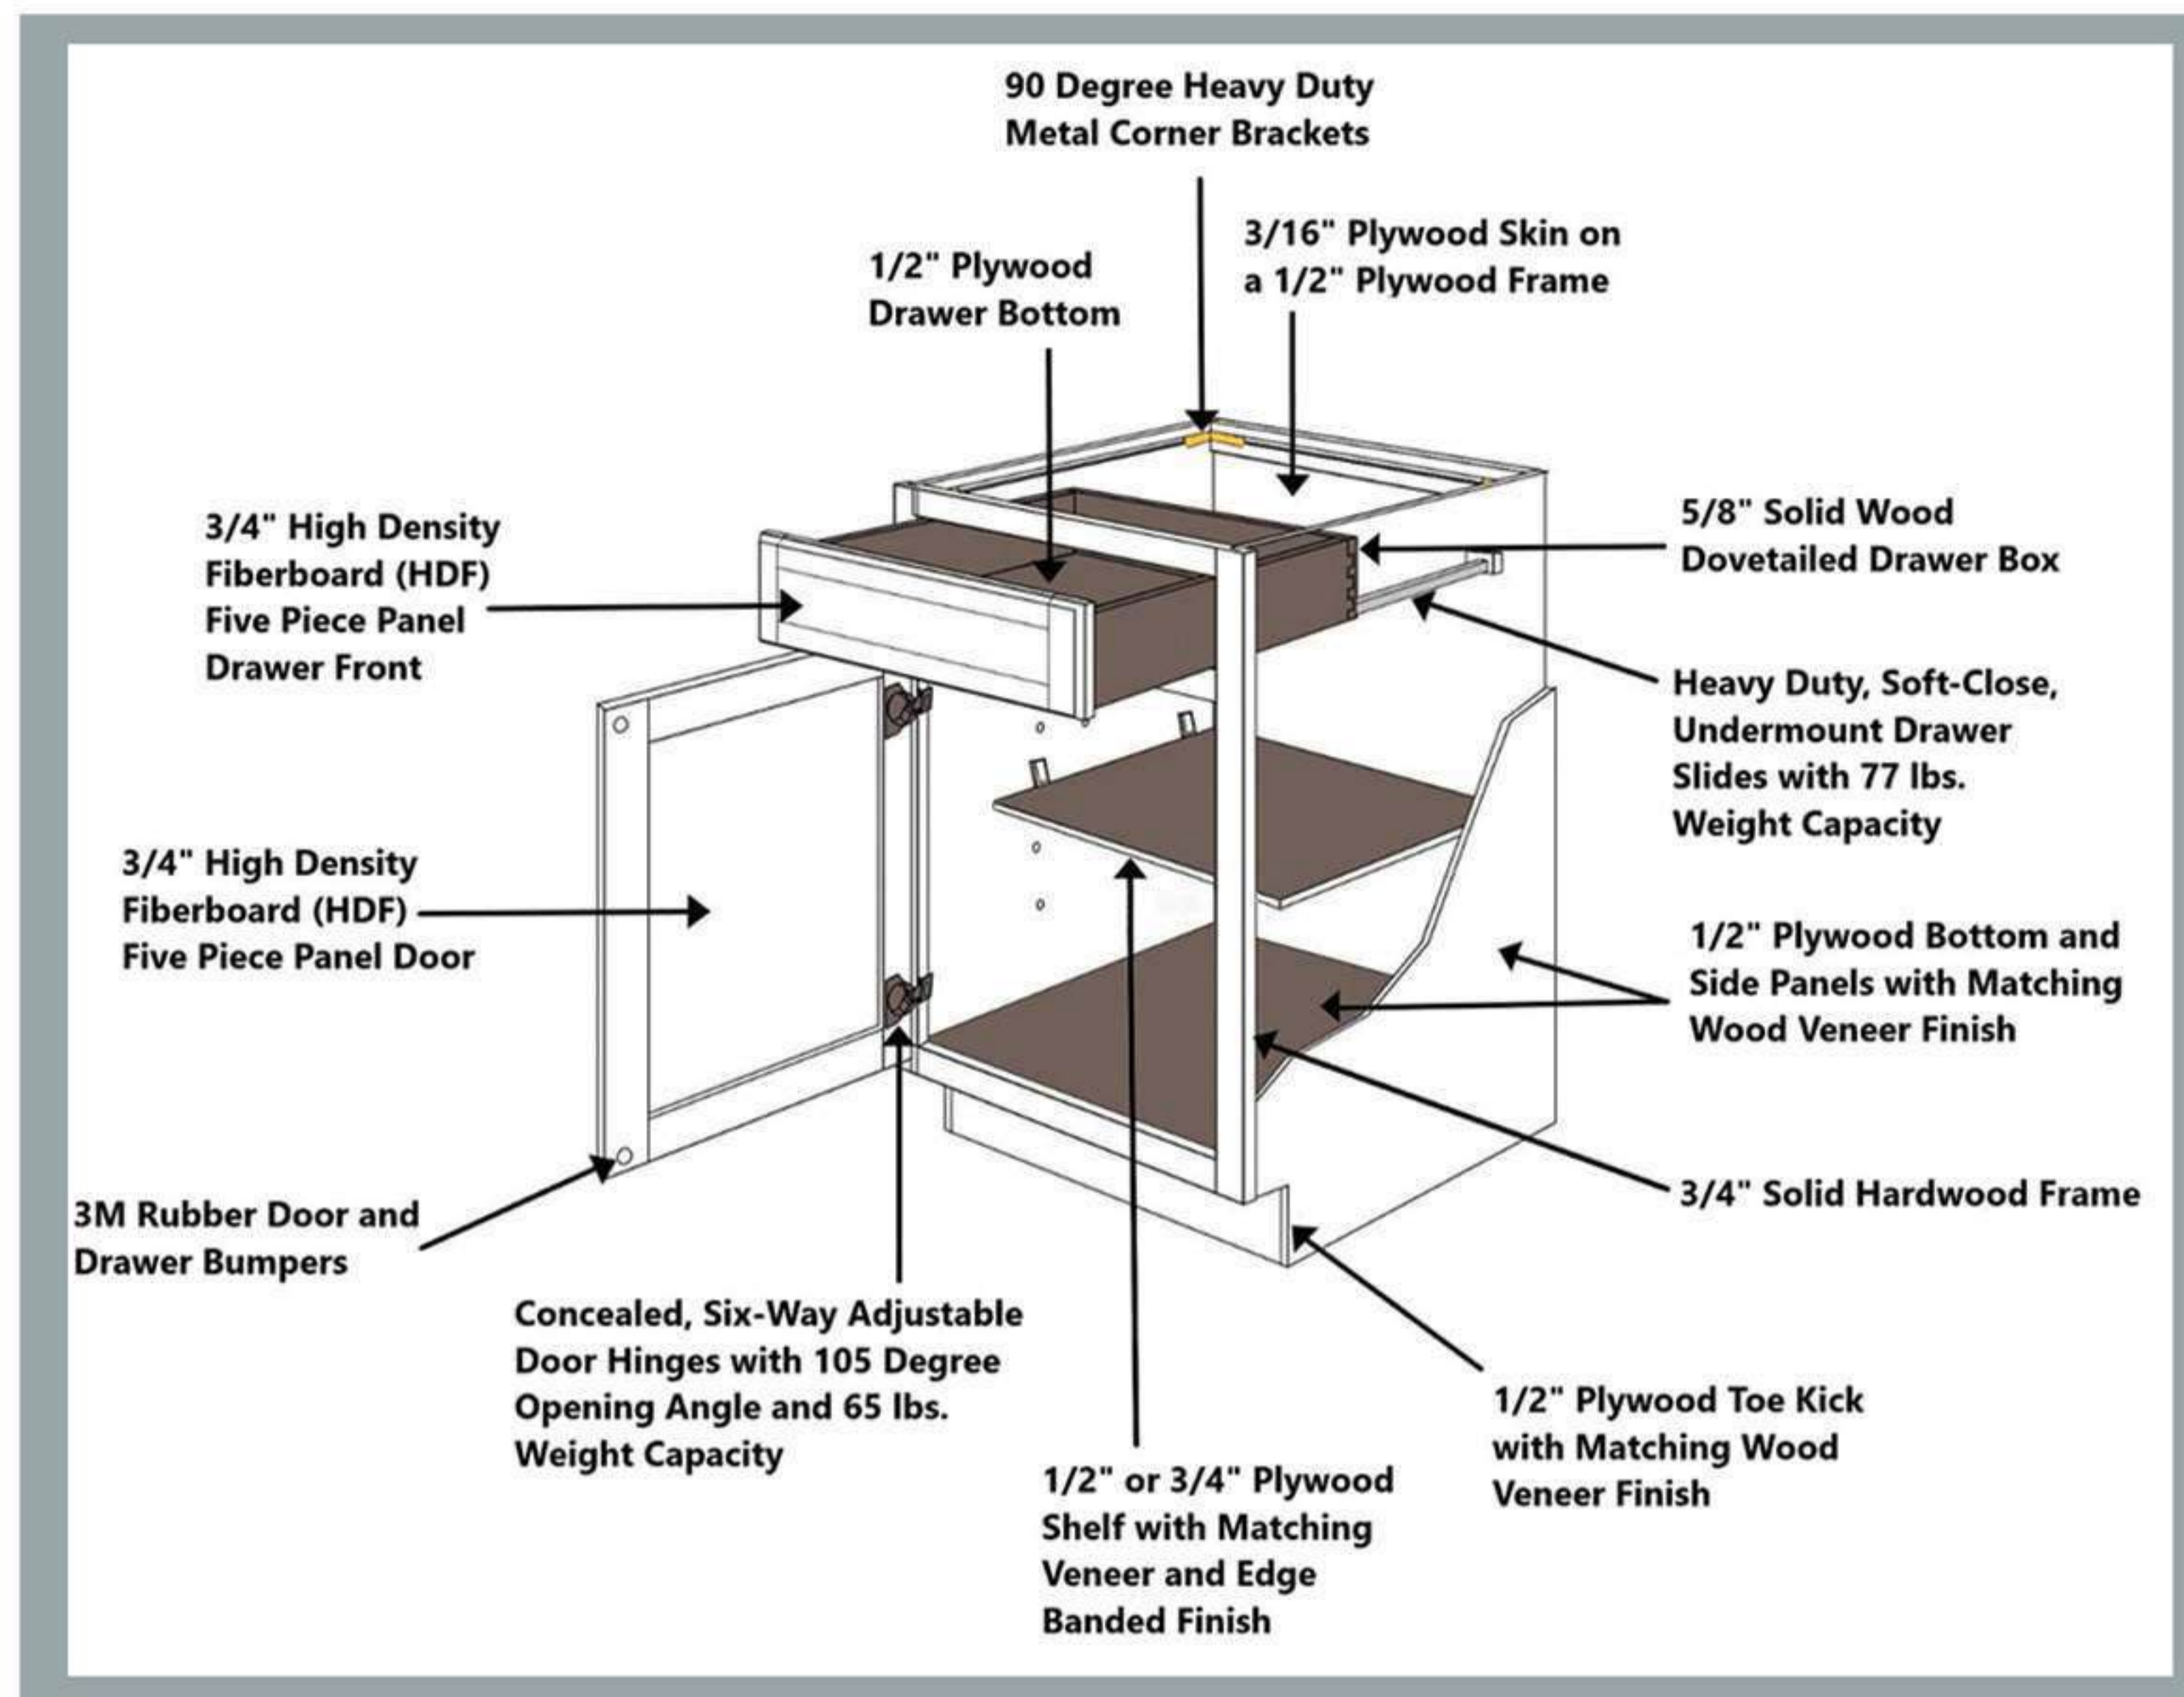 90 Degree Heavy Duty
Metal Corner Brackets
3/16" Plywood Skin on
a 1/2" Plywood Frame
1/2" Plywood
Drawer Bottom
3/4" High Density
Fiberboard (HDF)
Five Piece Panel
Drawer Front
5/8" Solid Wood
Dovetailed Drawer Box
Heavy Duty, Soft-Close,
Undermount Drawer
Slides with 77 lbs.
Weight Capacity
3/4" High Density
Fiberboard (HDF)
Five Piece Panel Door
1/2" Plywood Bottom and
Side Panels with Matching
Wood Veneer Finish
3/4" Solid Hardwood Frame
3M Rubber Door and
Drawer Bumpers
Concealed, Six-Way Adjustable
Door Hinges with 105 Degree
Opening Angle and 65 lbs.
Weight Capacity
1/2" Plywood Toe Kick
with Matching Wood
Veneer Finish
1/2" or 3/4" Plywood
Shelf with Matching
Veneer and Edge
Banded Finish